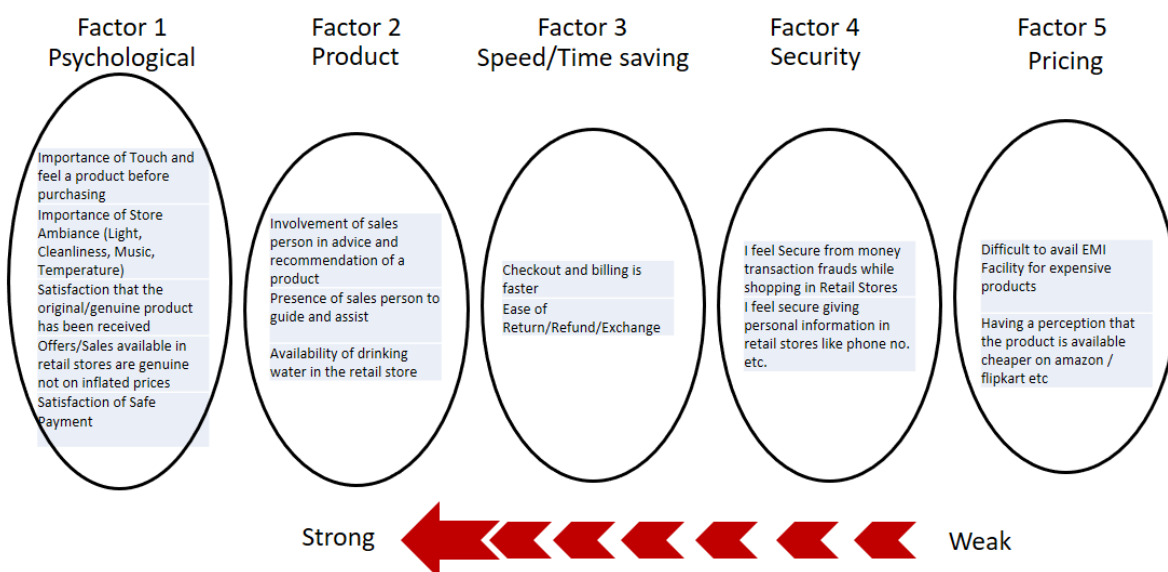 Factor 1
Psychological
Factor 2
Product
Factor 3
Speed/Time saving
Factor 4
Security
Factor 5
Pricing
Importance of Touch and
feel a product before
purchasing
Importance of Store
Ambiance (Light,
Cleanliness, Music,
Temperature)
Satisfaction that the
original/genuine product
has been received
Offers/Sales available in
retail stores are genuine
not on inflated prices
Satisfaction of Safe
Payment
Involvement of sales
person in advice and
recommendation of a
product
Presence of sales person to
guide and assist
Availability of drinking
water in the retail store
Checkout and billing is
faster
Ease of
Return/Refund/Exchange
I feel Secure from money
transaction frauds while
shopping in Retail Stores
I feel secure giving
personal information in
retail stores like phone no.
etc.
Difficult to avail EMI
Facility for expensive
products
Having a perception that
the product is available
cheaper on amazon /
flipkart etc
Strong
Weak